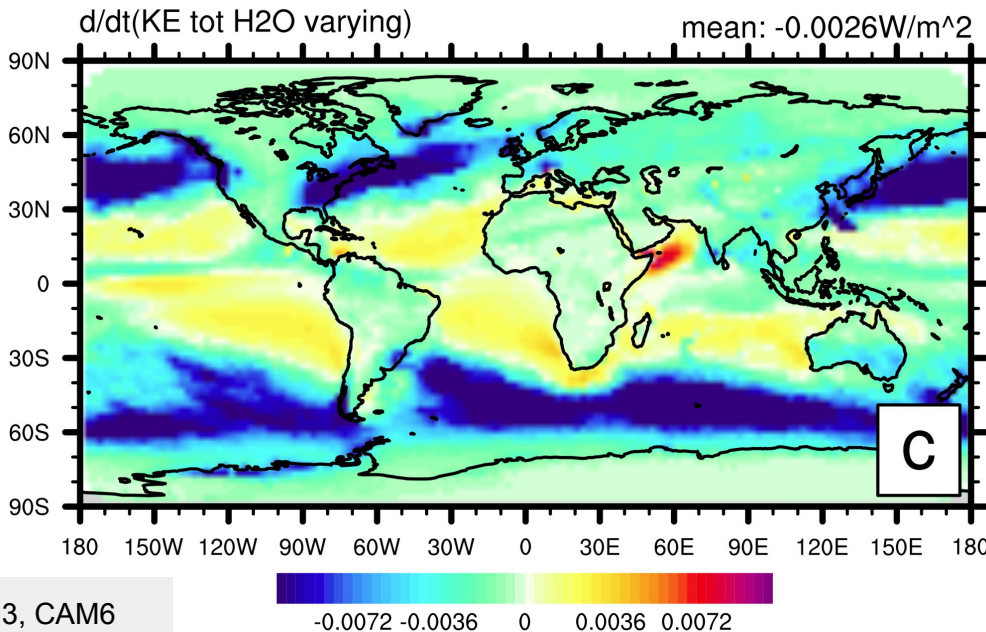 d/dt(KE tot H2O varying) mean: -0.0026W/m^2
90N
60N
30N
0
30S
60S
90S
C
180 150W 120W 90W 60W 30W 0 30E 60E 90E 120E 150E 180
-0.0072 -0.0036 0 0.0036 0.0072
3, CAM6